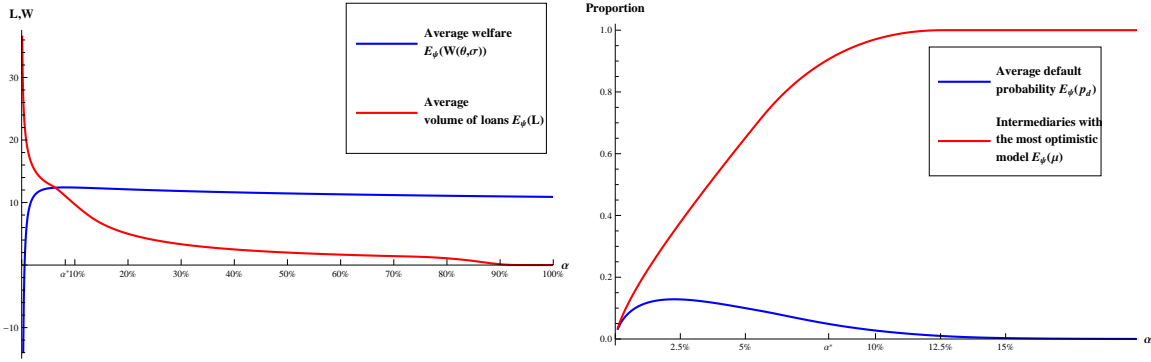 L,W
Average welfare
E_ψ(W(θ,σ))
Average
volume of loans E_ψ(L)
30
20
10
-10
α*10%
20%
30%
40%
50%
60%
70%
80%
90%
100%
α
Proportion
1.0
0.8
0.6
0.4
0.2
0.0
Average default
probability E_ψ(p_d)
Intermediaries with
the most optimistic
model E_ψ(μ)
2.5%
5%
α*
10%
12.5%
15%
α